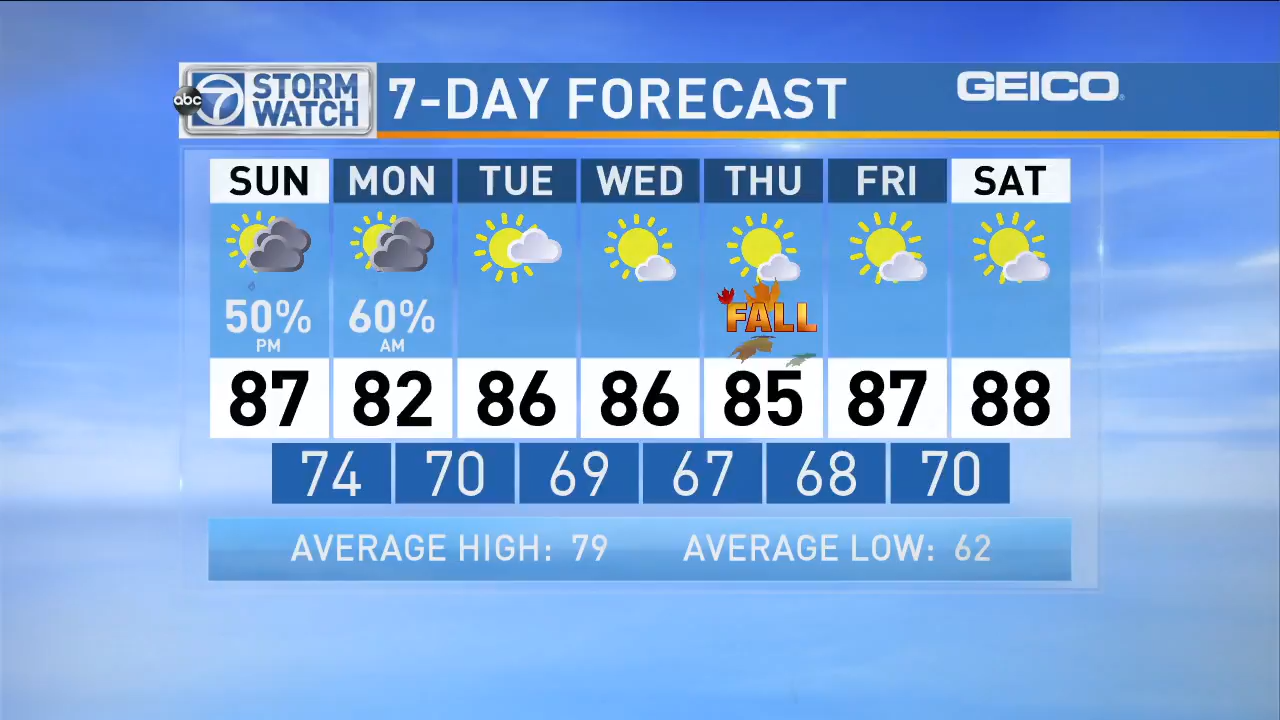 abc 7 STORM WATCH 7-DAY FORECAST GEICO
SUN MON TUE WED THU FRI SAT
50% 60%
PM AM
FALL
87 82 86 86 85 87 88
74 70 69 67 68 70
AVERAGE HIGH: 79 AVERAGE LOW: 62